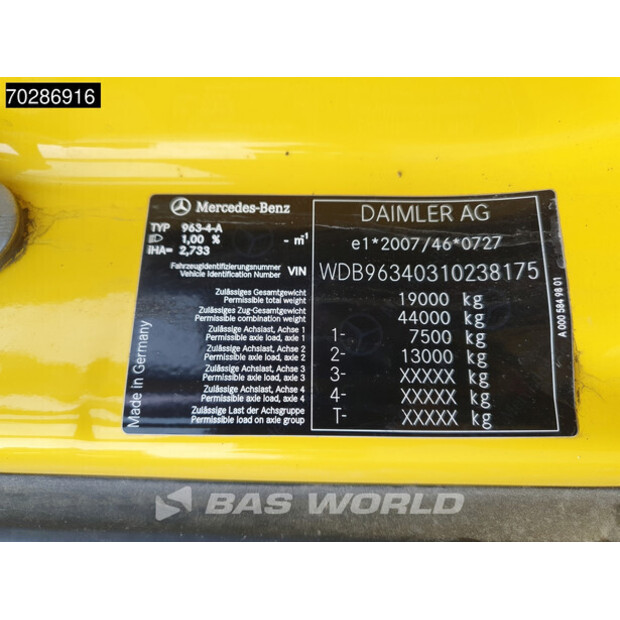 70286916
Mercedes-Benz
TYP 963-4-A
1,00 % - m⁻¹
iHA= 2,733
Fahrzeugidentifizierungsnummer
Vehicle Identification Number VIN
Zulässiges Gesamtgewicht
Permissible total weight
Zulässiges Zug-Gesamtgewicht
Permissible combination weight
Zulässige Achslast, Achse 1
Permissible axle load, axle 1
Zulässige Achslast, Achse 2
Permissible axle load, axle 2
Zulässige Achslast, Achse 3
Permissible axle load, axle 3
Zulässige Achslast, Achse 4
Permissible axle load, axle 4
Zulässige Last der Achsgruppe
Permissible load on axle group
Made in Germany
DAIMLER AG
e1*2007/46*0727
WDB96340310238175
19000 kg
44000 kg
1- 7500 kg
2- 13000 kg
3- XXXXX kg
4- XXXXX kg
T- XXXXX kg
A 000 584 98 01
BAS WORLD